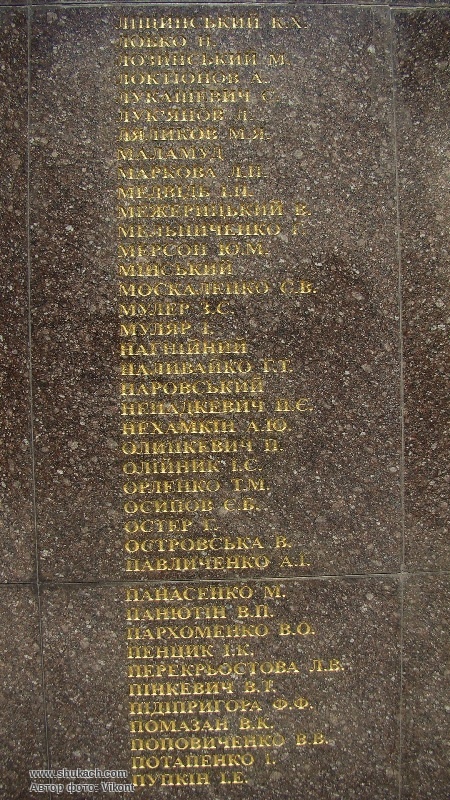 ЛІЩИНСЬКИЙ К.Х.
ЛОБКО П.
ЛОЗИНСЬКИЙ М.
ЛОКТІОНОВ А.
ЛУКАШЕВИЧ С.
ЛУК'ЯНОВ Л.
ЛЯЛИКОВ М.Я.
МАЛАМУД
МАРКОВА Л.П.
МЕДВІДЬ І.П.
МЕЖЕРИЦЬКИЙ В.
МЕЛЬНИЧЕНКО Г.
МЕРСОН Ю.М.
МІНСЬКИЙ
МОСКАЛЕНКО С.В.
МУЛЕР З.С.
МУЛЯР І.
НАГНІЙНИЙ
НАЛИВАЙКО Г.Т.
НАРОВСЬКИЙ
НЕНАДКЕВИЧ Н.Є.
НЕХАМКІН А.Ю.
ОЛИНКЕВИЧ П.
ОЛІЙНИК І.Є.
ОРЛЕНКО Т.М.
ОСИПОВ Є.Б.
ОСТЕР Г.
ОСТРОВСЬКА В.
ПАВЛИЧЕНКО А.І.
ПАНАСЕНКО М.
ПАНЮТІН В.П.
ПАРХОМЕНКО В.О.
ПЕНЦИК І.К.
ПЕРЕКРЬОСТОВА Л.В.
ПІНКЕВИЧ В.Т.
ПІДПРИГОРА Ф.Ф.
ПОМАЗАН В.К.
ПОПОВИЧЕНКО В.В.
ПОТАПЕНКО І.
ПУПКІН І.Е.
www.shukach.com
Автор фото: Vikont